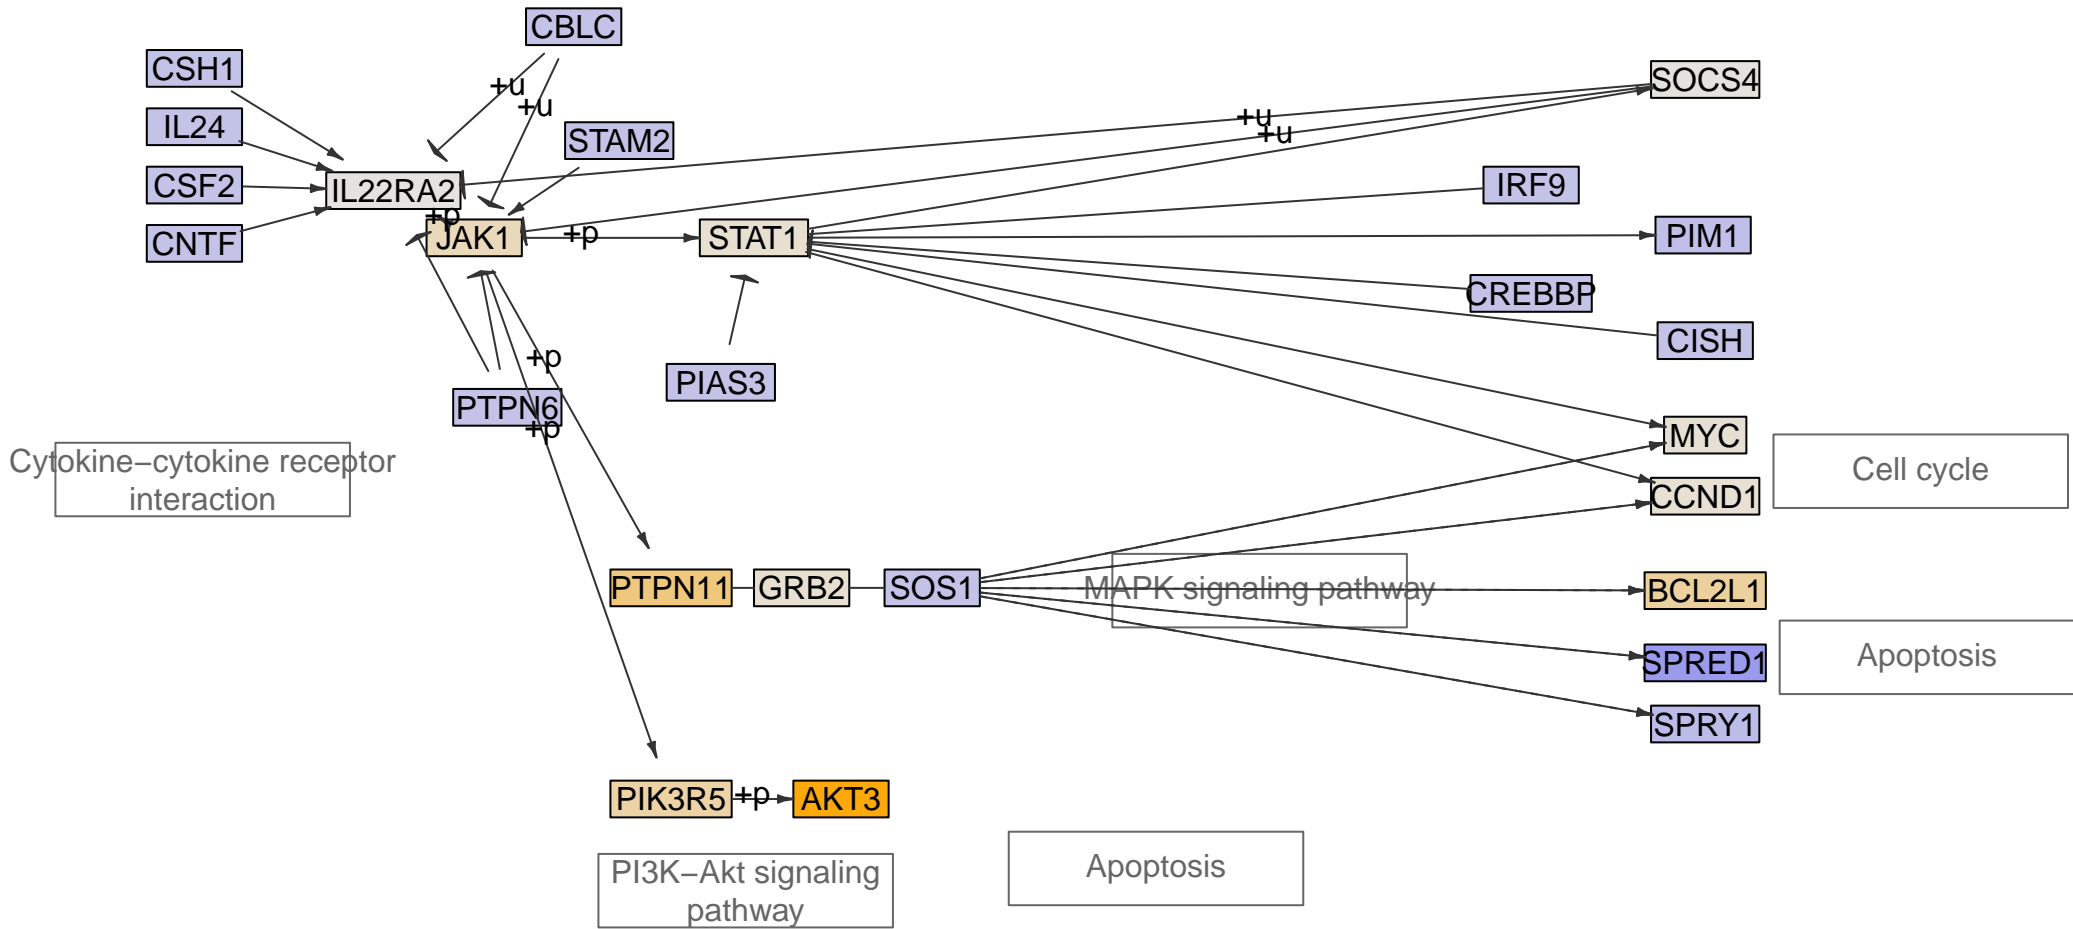 CBLC
CSH1
SOCS4
+u
+u
+u
+u
IL24
STAM2
CSF2
IL22RA2
IRF9
+p
CNTF
JAK1
+p
STAT1
PIM1
CREBBP
CISH
+p
PIAS3
PTPN6
+p
MYC
Cytokine−cytokine receptor
interaction
Cell cycle
CCND1
PTPN11
GRB2
SOS1
MAPK signaling pathway
BCL2L1
SPRED1
Apoptosis
SPRY1
PIK3R5
+p
AKT3
Apoptosis
PI3K−Akt signaling
pathway